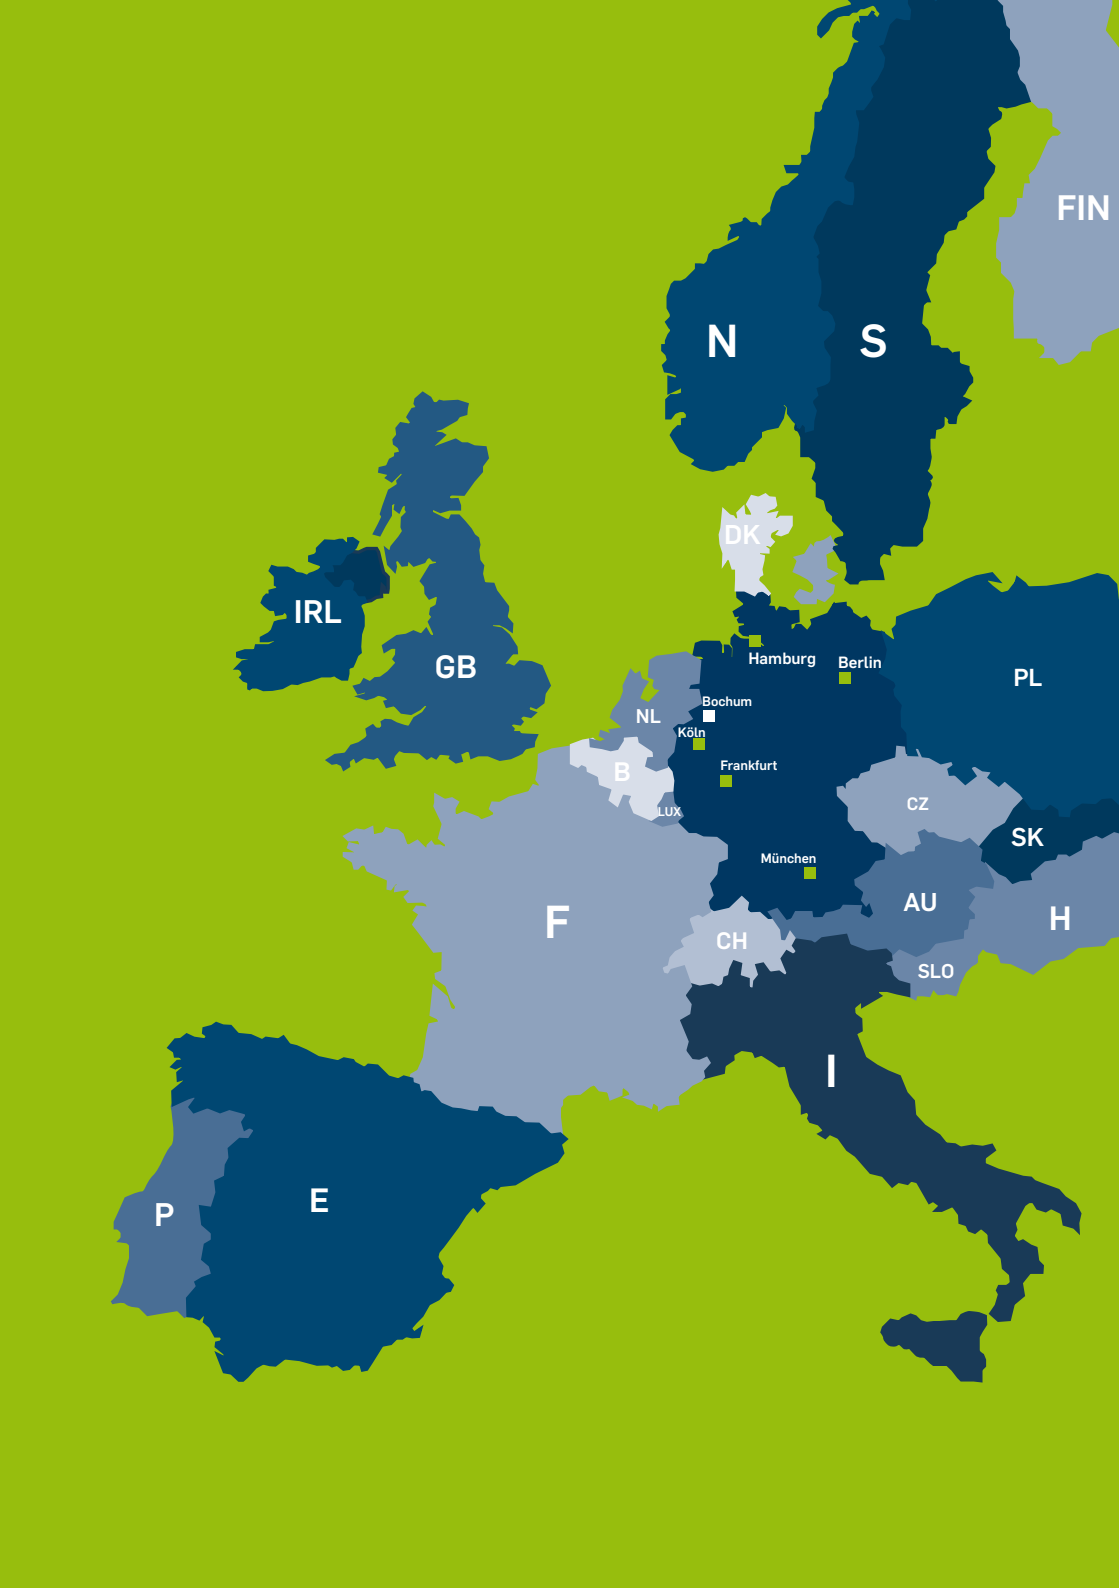 FIN
N
S
DK
IRL
GB
Hamburg
Berlin
PL
Bochum
NL
Köln
Frankfurt
B
CZ
LUX
SK
München
AU
F
H
CH
SLO
I
E
P